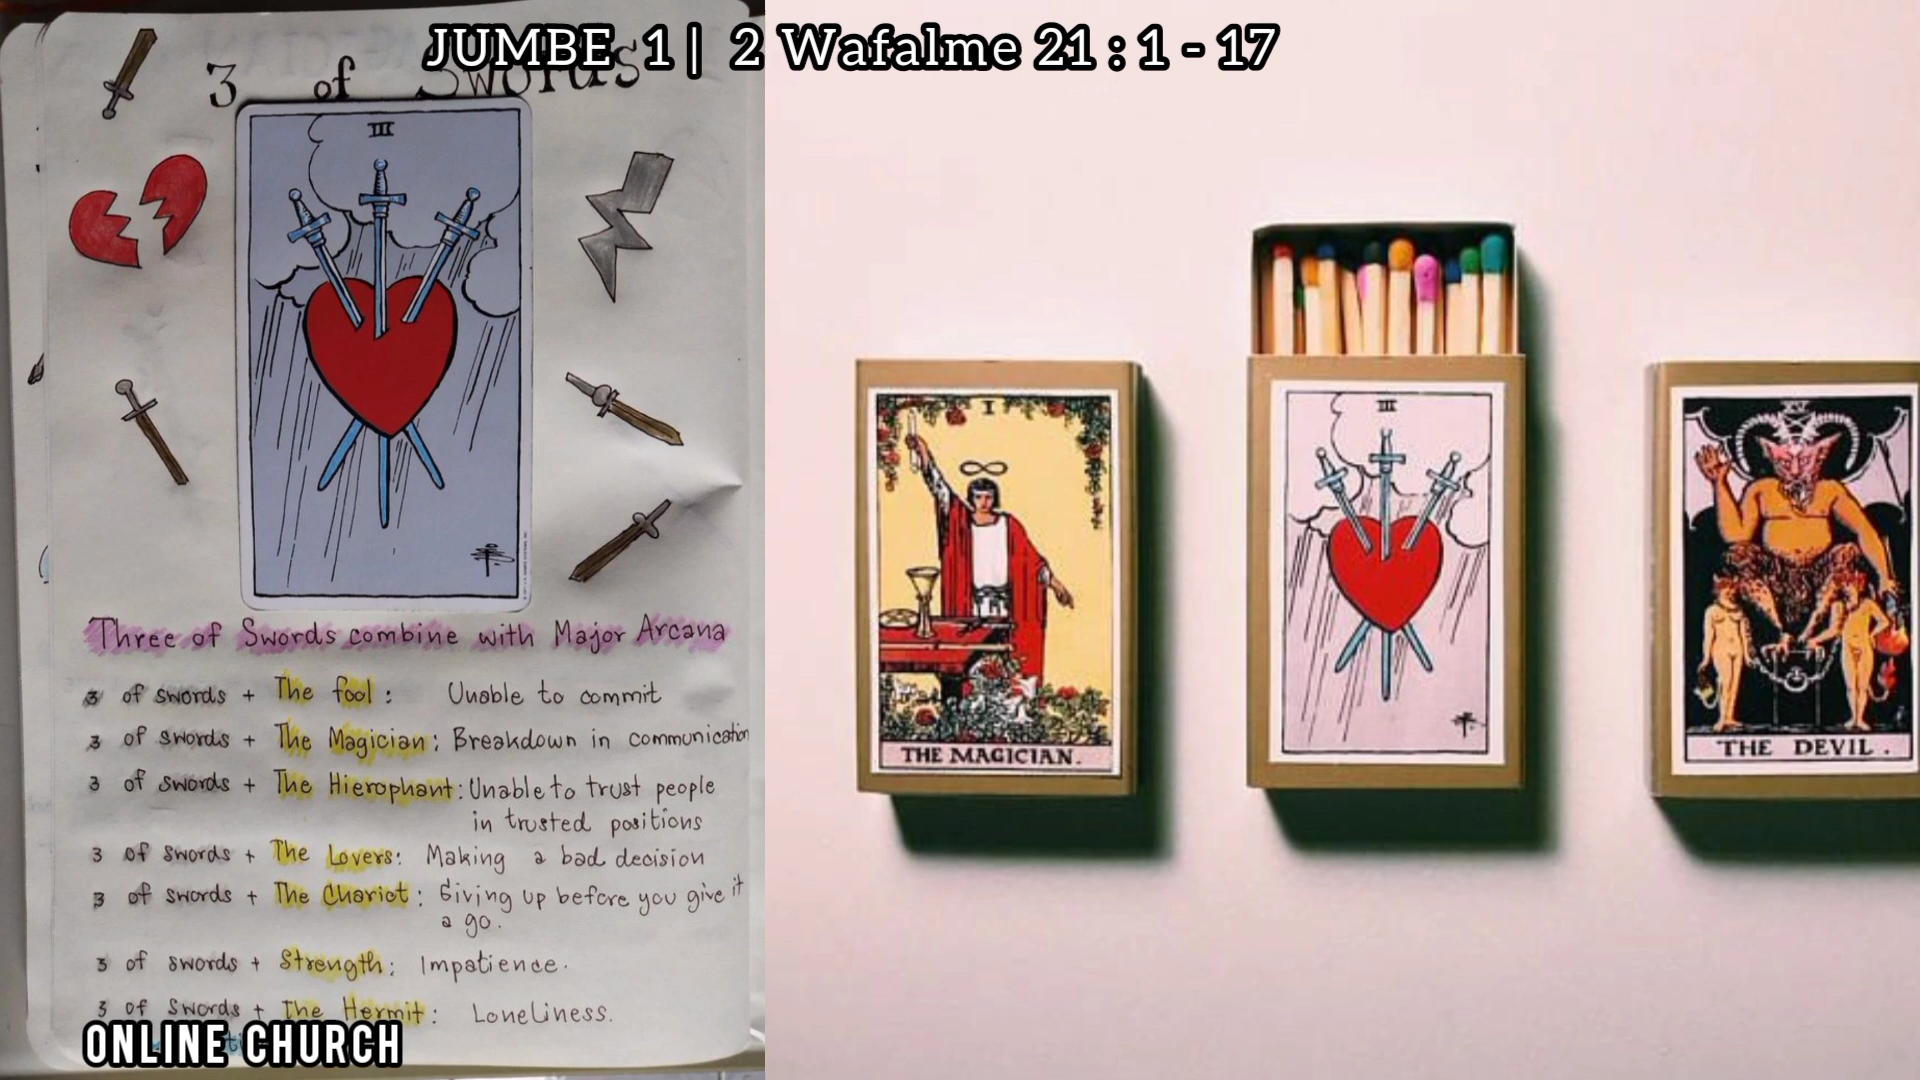 JUMBE 1 | 2 Wafalme 21 : 1 - 17
3 of Swords
III
Three of Swords combine with Major Arcana
3 of swords + The fool : Unable to commit
3 of swords + The Magician : Breakdown in communication
3 of swords + The Hierophant : Unable to trust people
in trusted positions
3 of swords + The Lovers : Making a bad decision
3 of swords + The Chariot : Giving up before you give it
a go.
3 of swords + Strength : Impatience.
3 of Swords + The Hermit : Loneliness.
ONLINE CHURCH
I
THE MAGICIAN.
III
XV
THE DEVIL .